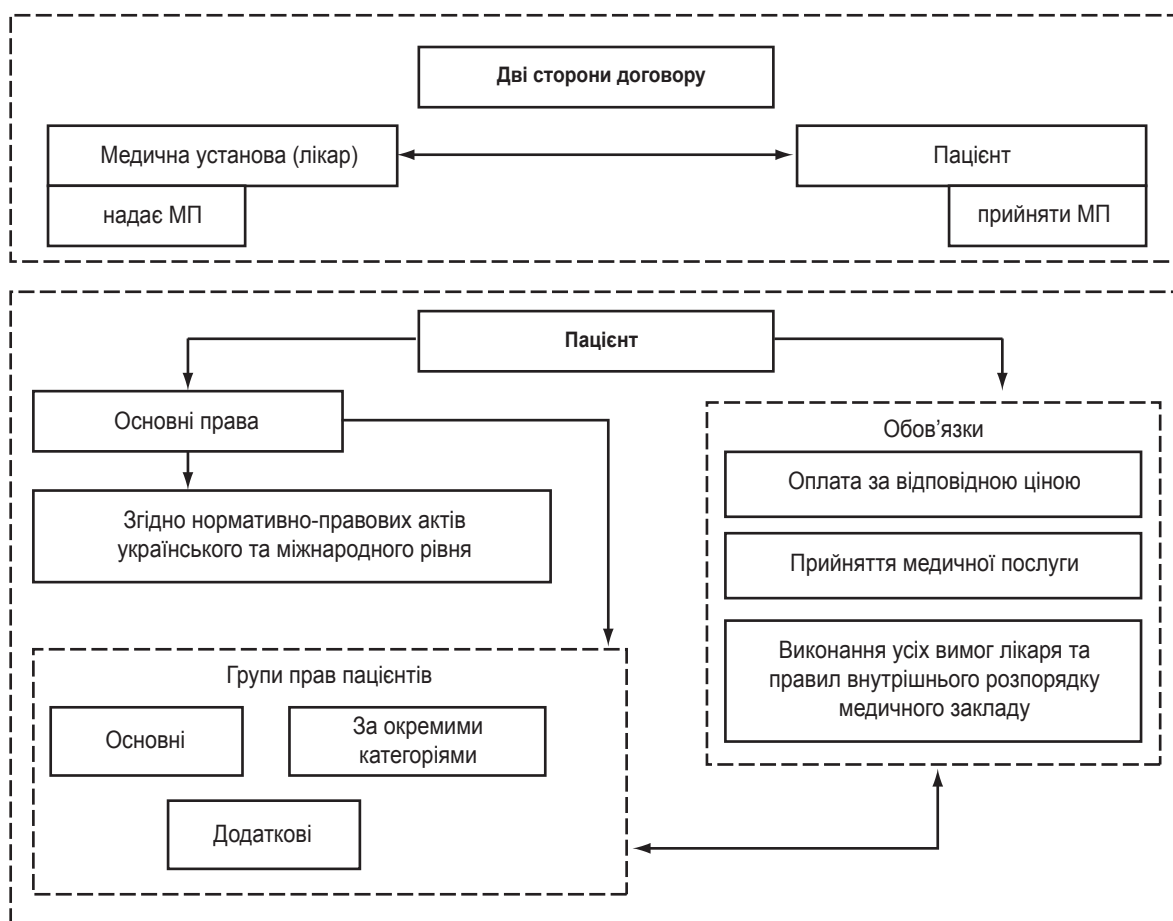 Дві сторони договору
Медична установа (лікар)
Пацієнт
надає МП
прийняти МП
Пацієнт
Основні права
Згідно нормативно-правових актів
українського та міжнародного рівня
Групи прав пацієнтів
Основні
За окремими
категоріями
Додаткові
Обов’язки
Оплата за відповідною ціною
Прийняття медичної послуги
Виконання усіх вимог лікаря та
правил внутрішнього розпорядку
медичного закладу